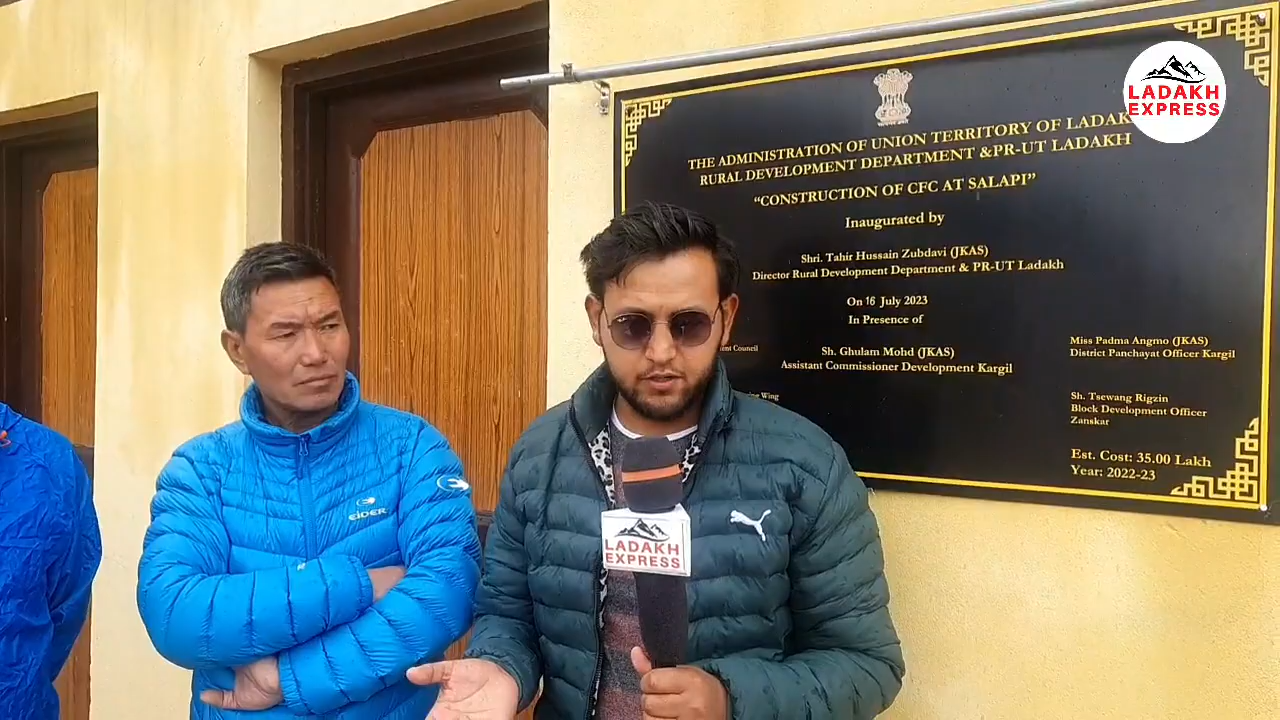 LADAKH
EXPRESS
THE ADMINISTRATION OF UNION TERRITORY OF
RURAL DEVELOPMENT DEPARTMENT &PR-UT LADAKH
“CONSTRUCTION OF CFC AT SALAPI”
Inaugurated by
Shri. Tahir Hussain Zubdavi (JKAS)
Director Rural Development Department & PR-UT Ladakh
On 16 July 2023
In Presence of
Council
Sh. Ghulam Mohd (JKAS)
Assistant Commissioner Development Kargil
Miss Padma Angmo (JKAS)
District Panchayat Officer Kargil
Wing
Sh. Tsewang Rigzin
Block Development Officer
Zanskar
Est. Cost: 35.00 Lakh
Year: 2022-23
EIDER
LADAKH
EXPRESS